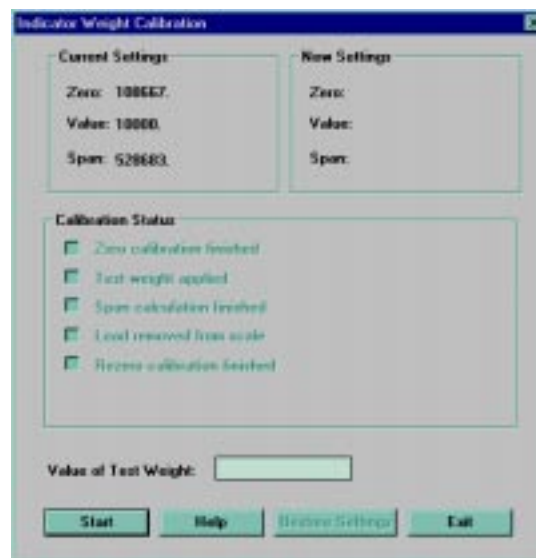 Indicator Weight Calibration
Current Settings
Zero: 108667.
Value: 10000.
Span: 528683.
New Settings
Zero:
Value:
Span:
Calibration Status
Zero calibration finished
Test weight applied
Span calculation finished
Load removed from scale
Rezero calibration finished
Value of Test Weight:
Start
Help
Restore Settings
Exit